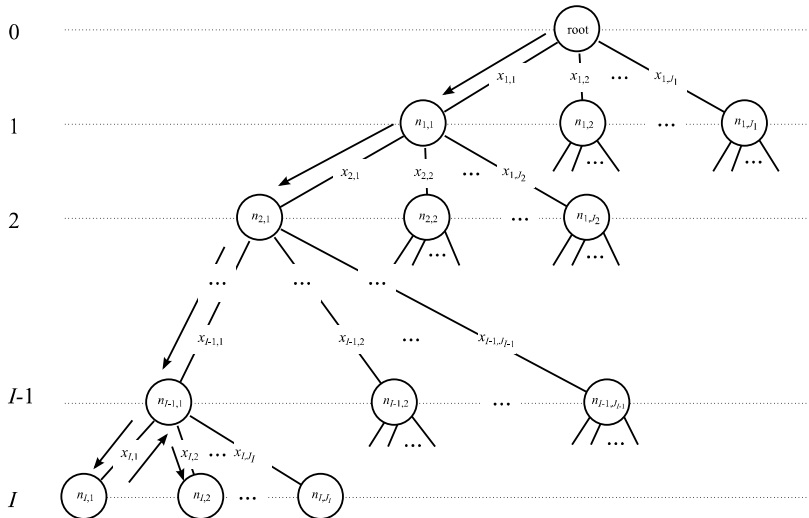 0 root
x1,1 x1,2 ... x1,J1
1 n1,1 n1,2 ... n1,J1
...
x2,1 x2,2 ... x1,J2
2 n2,1 n2,2 ... n1,J2
... ...
... ... ...
xI-1,1 xI-1,2 ... xI-1,JI-1
I-1 nI-1,1 nI-1,2 ... nI-1,JI-1
... ...
xI,1 xI,2 ... xI,JI
I nI,1 nI,2 ... nI,JI